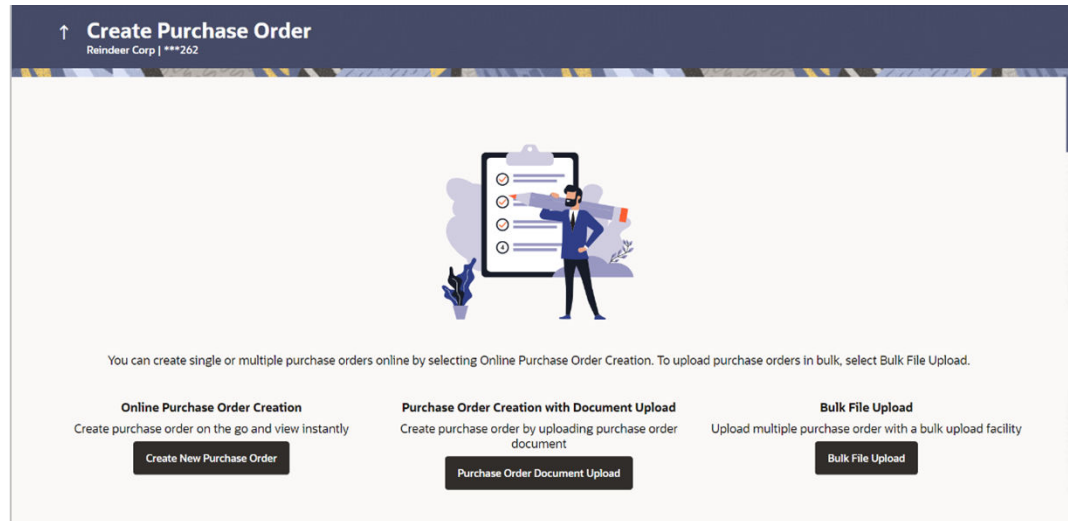 ↑ Create Purchase Order
Reindeer Corp | ***262
4
You can create single or multiple purchase orders online by selecting Online Purchase Order Creation. To upload purchase orders in bulk, select Bulk File Upload.
Online Purchase Order Creation
Create purchase order on the go and view instantly
Create New Purchase Order
Purchase Order Creation with Document Upload
Create purchase order by uploading purchase order
document
Purchase Order Document Upload
Bulk File Upload
Upload multiple purchase order with a bulk upload facility
Bulk File Upload